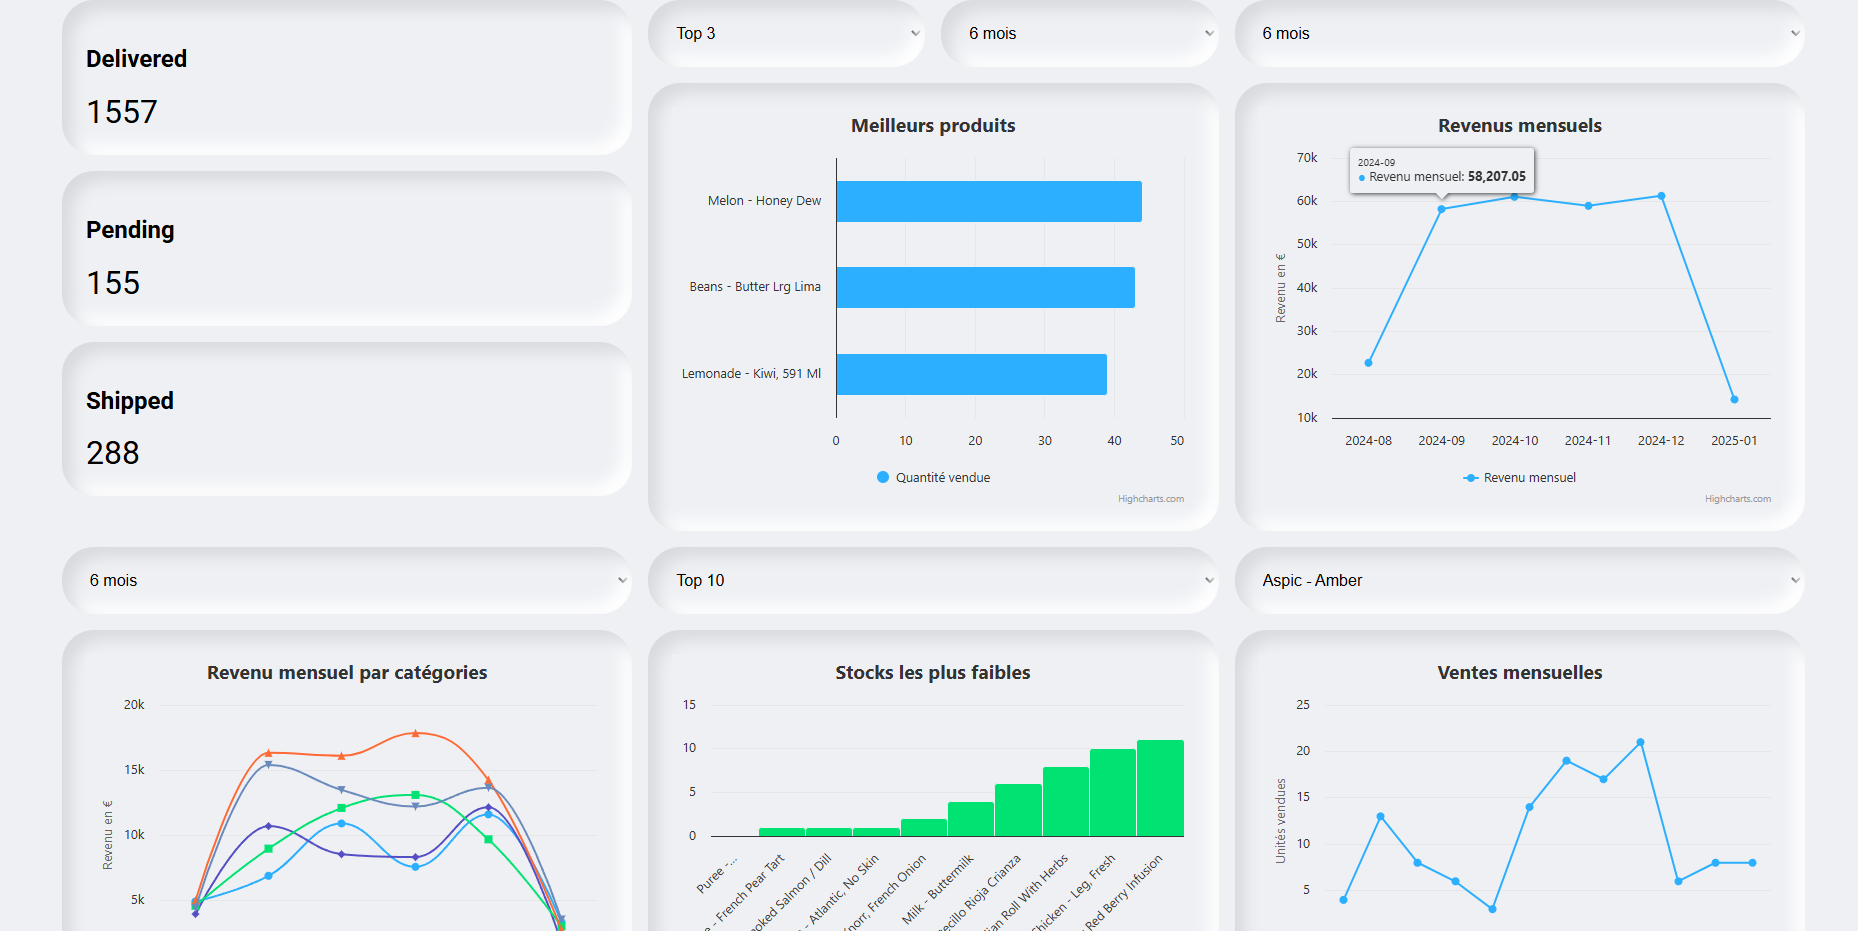 Delivered
1557
Pending
155
Shipped
288
Top 3
6 mois
6 mois
Meilleurs produits
Melon - Honey Dew
Beans - Butter Lrg Lima
Lemonade - Kiwi, 591 Ml
0 10 20 30 40 50
Quantité vendue
Highcharts.com
Revenus mensuels
2024-09
Revenu mensuel: 58,207.05
Revenu en €
70k
60k
50k
40k
30k
20k
10k
2024-08 2024-09 2024-10 2024-11 2024-12 2025-01
Revenu mensuel
Highcharts.com
6 mois
Top 10
Aspic - Amber
Revenu mensuel par catégories
Revenu en €
20k
15k
10k
5k
Stocks les plus faibles
15
10
5
0
Puree -...
- French Pear Tart
Salmon / Dill
- Atlantic, No Skin
Knorr, French Onion
Milk - Buttermilk
Rioja Crianza
Roll With Herbs
Chicken - Leg, Fresh
Red Berry Infusion
Ventes mensuelles
Unités vendues
25
20
15
10
5